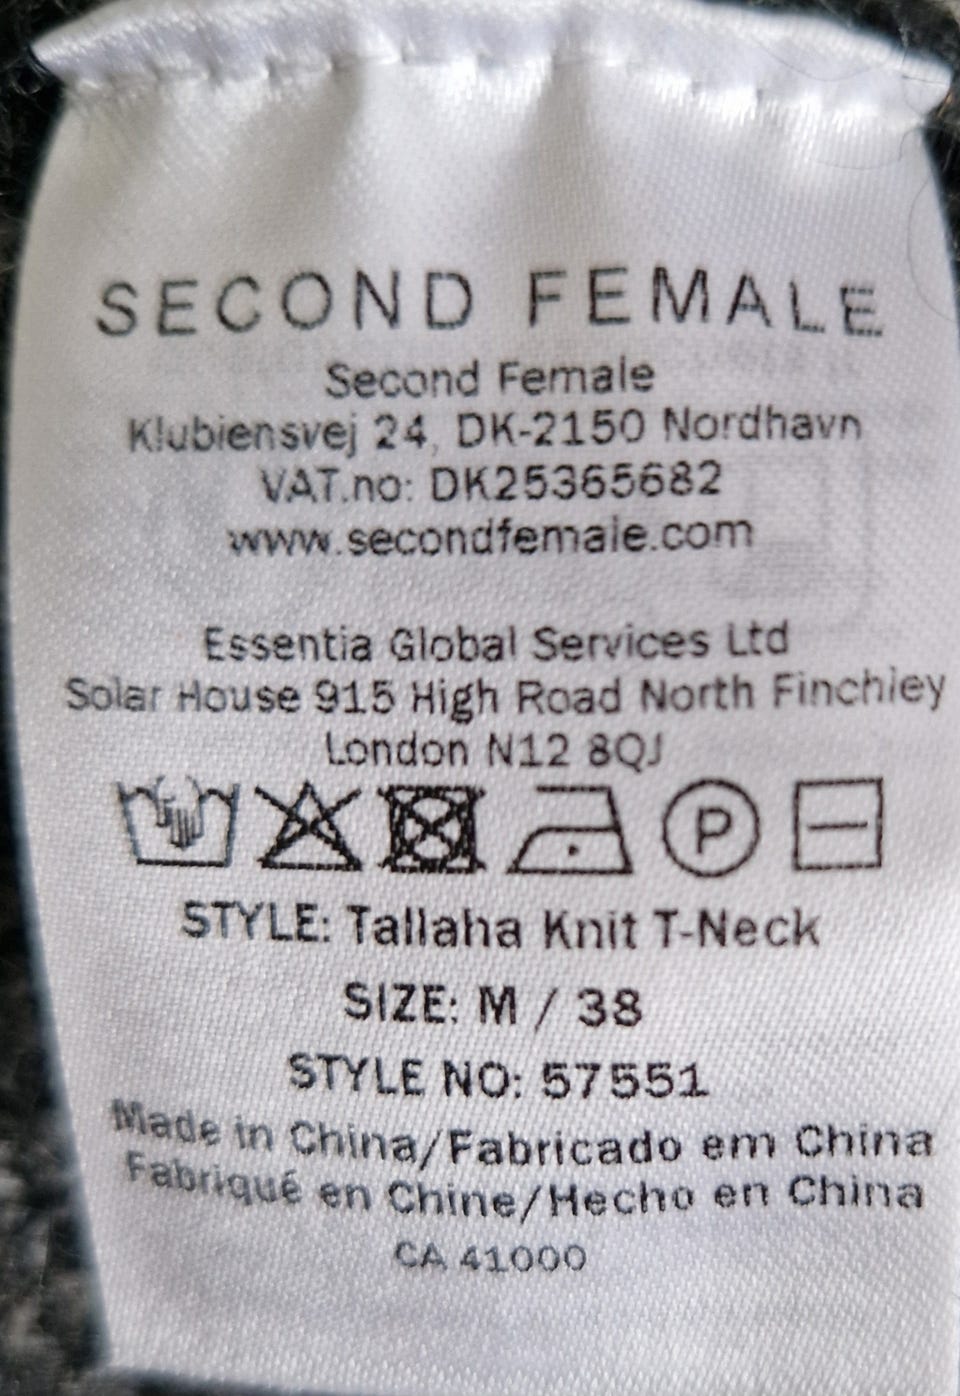 SECOND FEMALE
Second Female
Klubiensvej 24, DK-2150 Nordhavn
VAT.no: DK25365682
www.secondfemale.com
Essentia Global Services Ltd
Solar House 915 High Road North Finchley
London N12 8QJ
P
STYLE: Tallaha Knit T-Neck
SIZE: M / 38
STYLE NO: 57551
Made in China/Fabricado em China
Fabriqué en Chine/Hecho en China
CA 41000